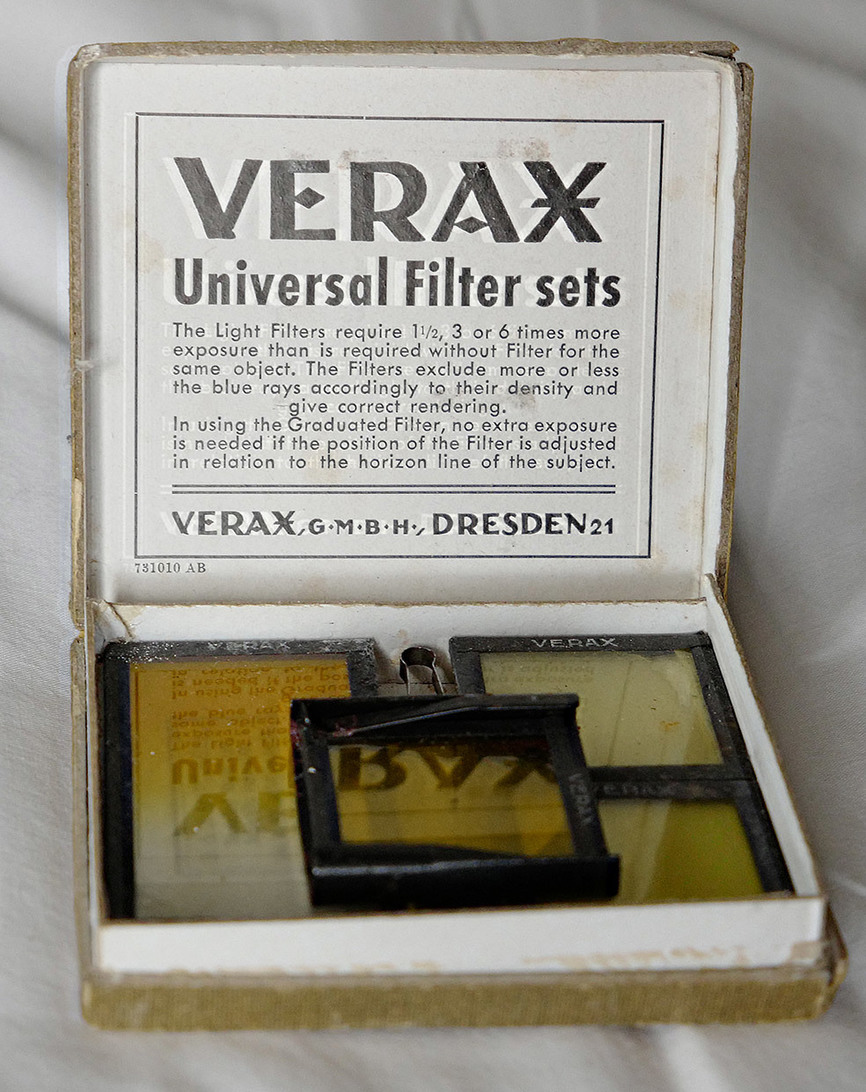 VERAX
Universal Filter sets
The Light Filters require 1 1/2, 3 or 6 times more
exposure than is required without Filter for the
same object. The Filters exclude more or less
the blue rays accordingly to their density and
give correct rendering.
In using the Graduated Filter, no extra exposure
is needed if the position of the Filter is adjusted
in relation to the horizon line of the subject.
VERAX, G·M·B·H·, DRESDEN 21
731010 AB
VERAX
VERAX
VERAX
VERAX